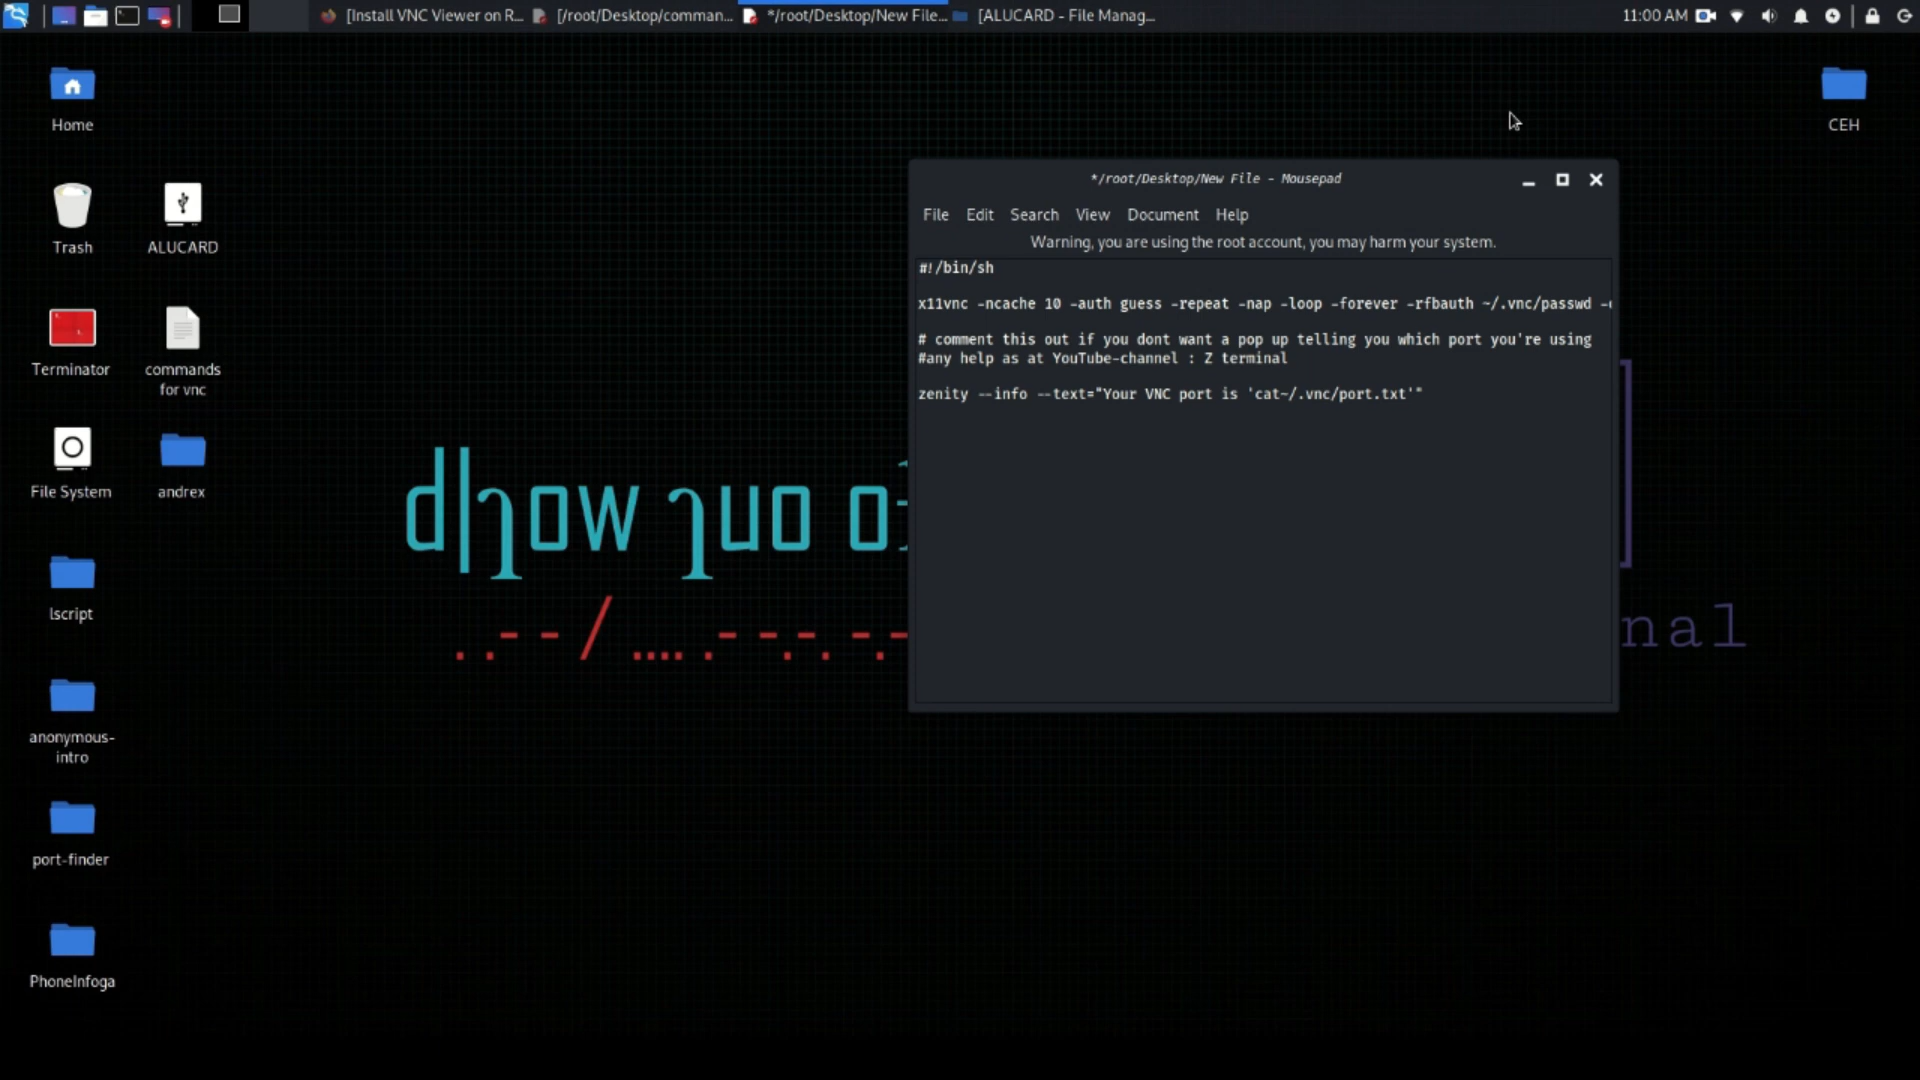 [Install VNC Viewer on R... [/root/Desktop/comman... */root/Desktop/New File... [ALUCARD - File Manag... 11:00 AM
Home
CEH
Trash
ALUCARD
Terminator
commands
for vnc
File System
andrex
lscript
anonymous-
intro
port-finder
PhoneInfoga
*/root/Desktop/New File - Mousepad
File Edit Search View Document Help
Warning, you are using the root account, you may harm your system.
#!/bin/sh
x11vnc -ncache 10 -auth guess -repeat -nap -loop -forever -rfbauth ~/.vnc/passwd -
# comment this out if you dont want a pop up telling you which port you're using
#any help as at YouTube-channel : Z terminal
zenity --info --text="Your VNC port is 'cat~/.vnc/port.txt'"
nal